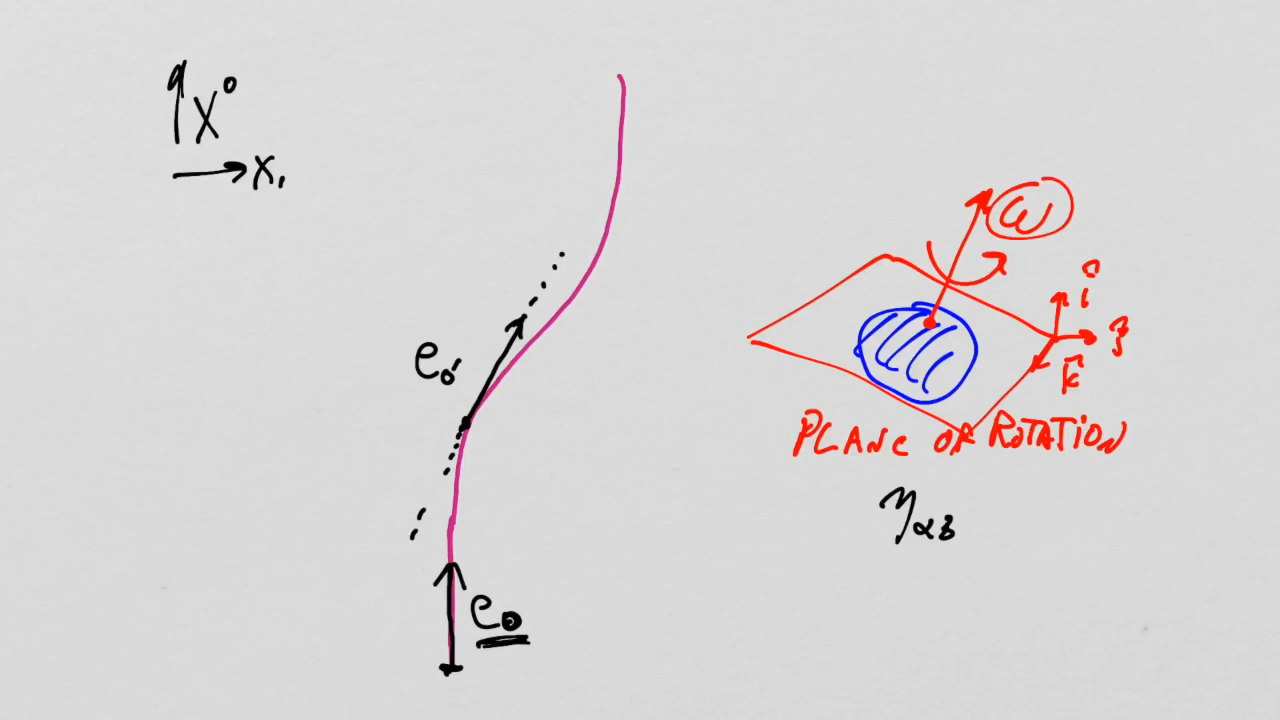 X⁰
X₁
ω
e₀'
î
k̂
PLANE OF ROTATION
ηαβ
e₀